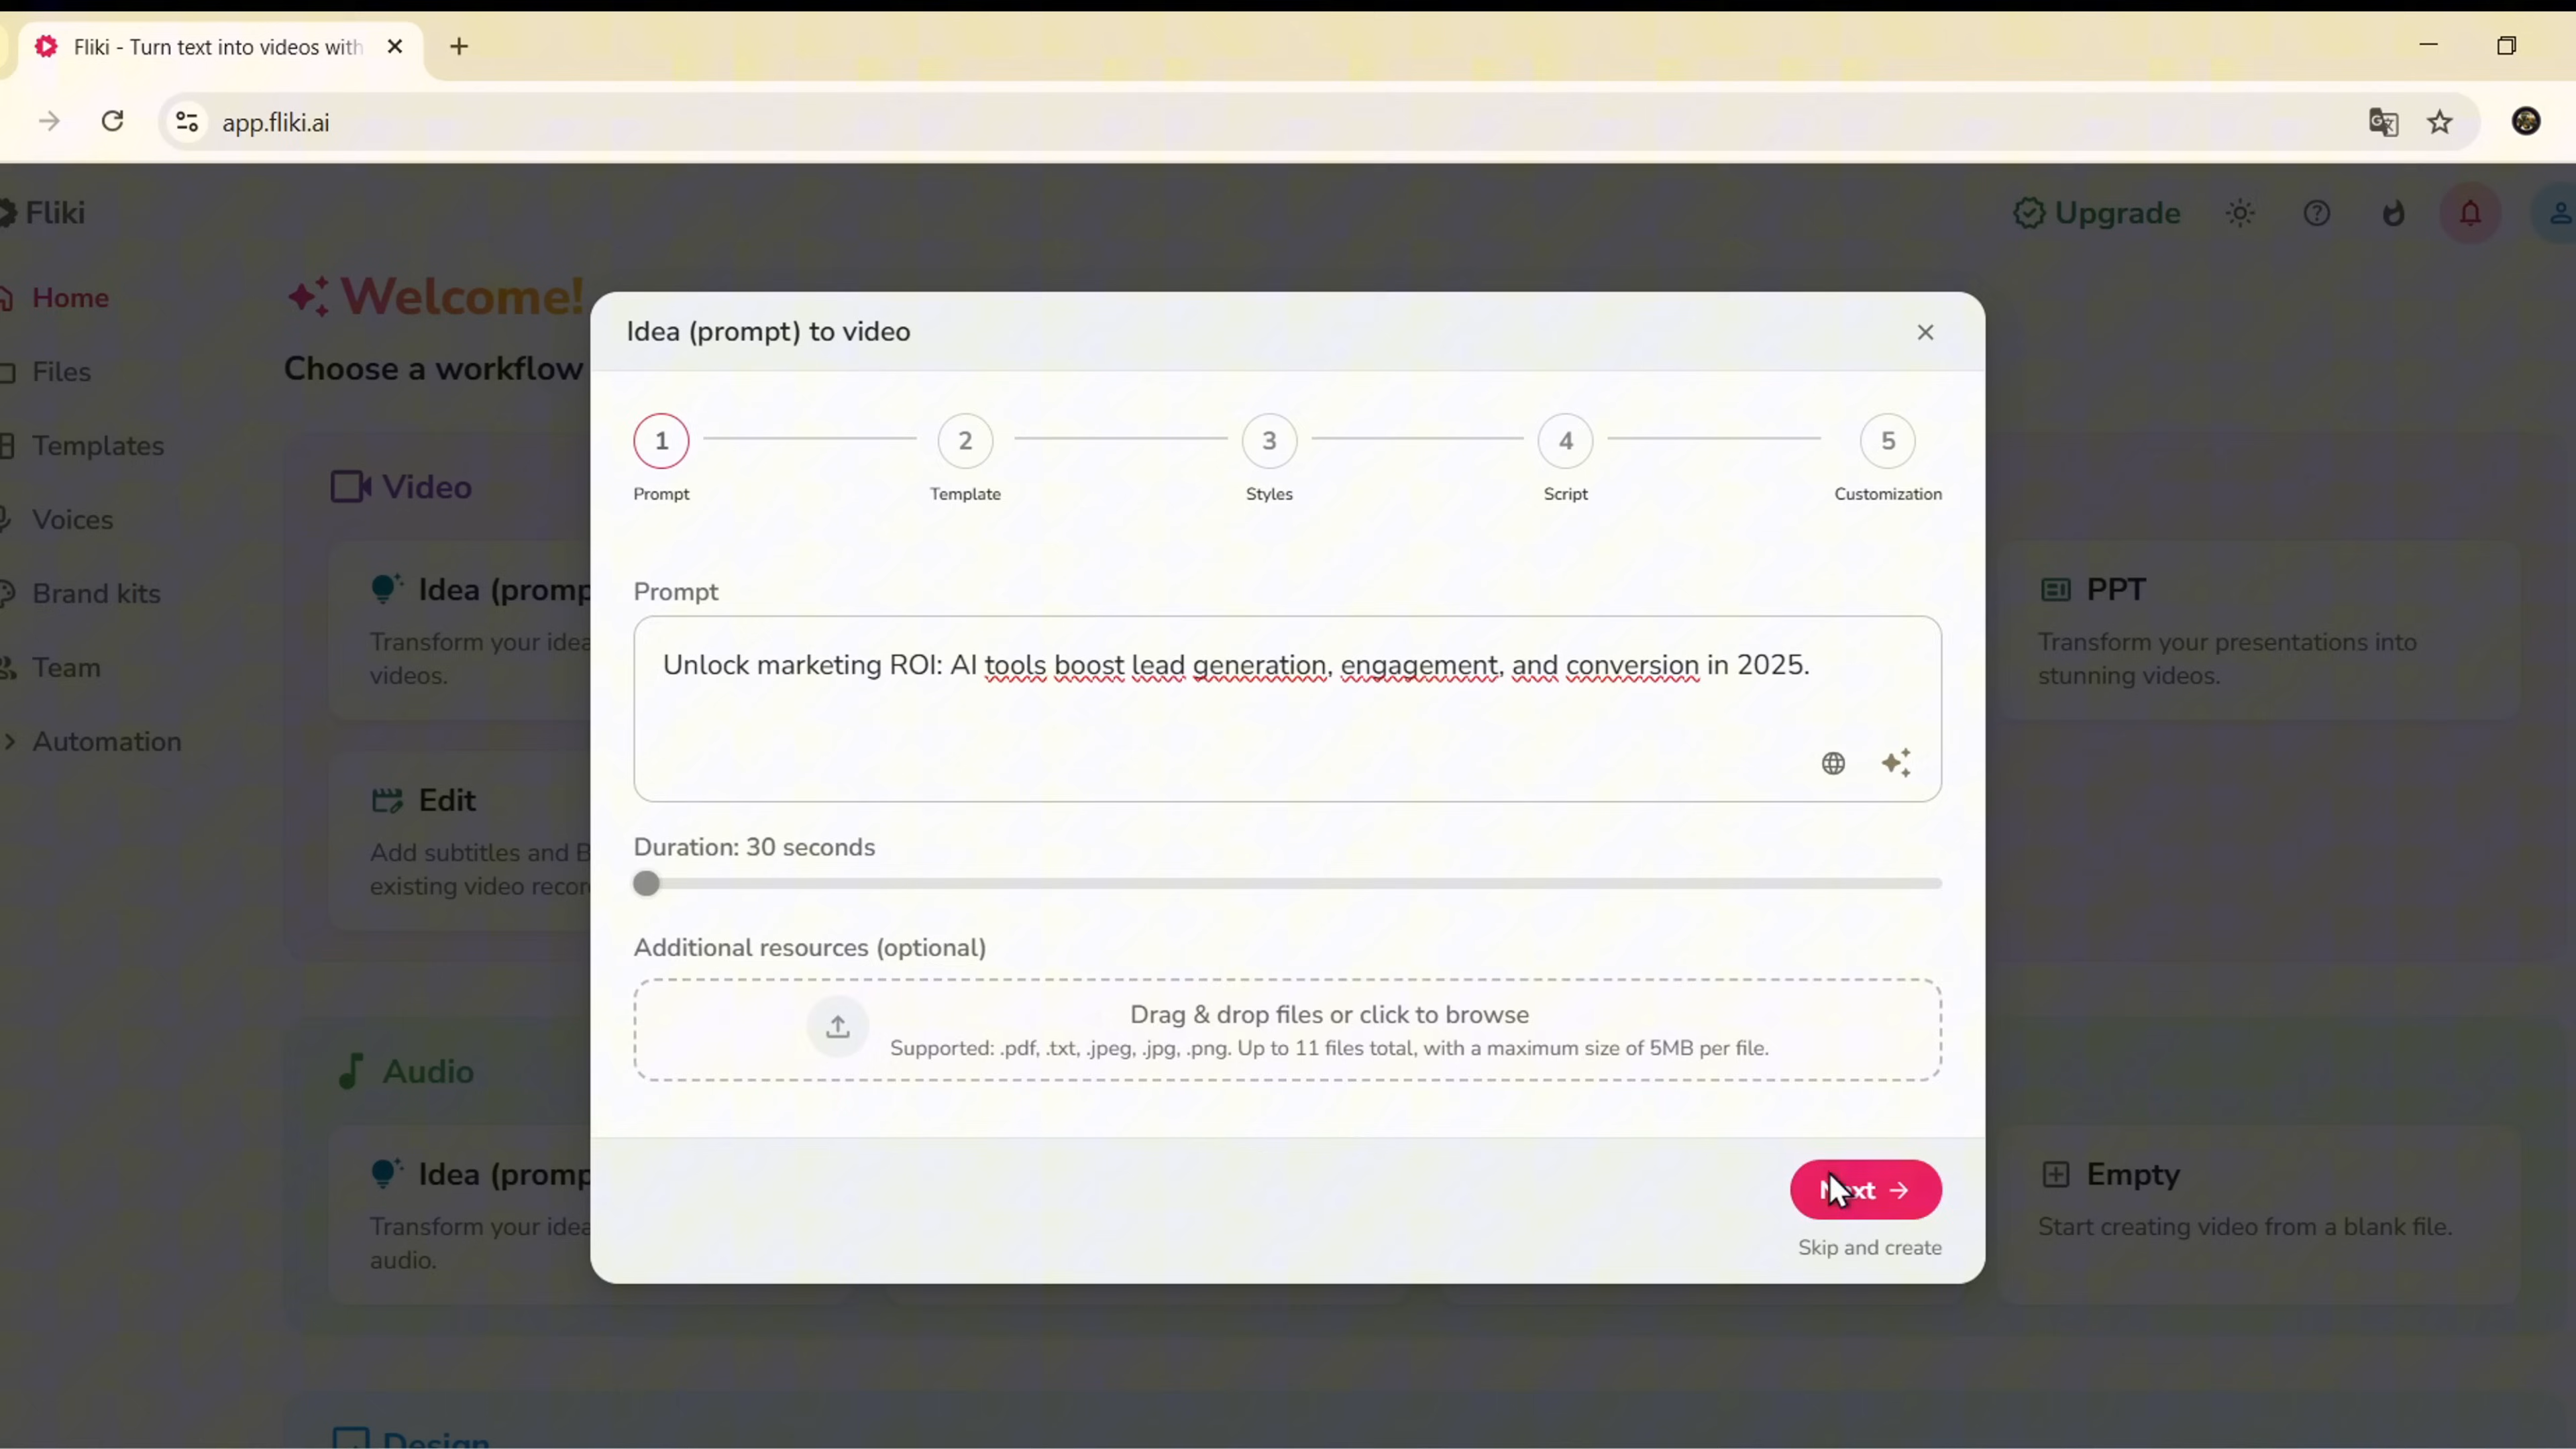 Fliki - Turn text into videos with
app.fliki.ai
Fliki
Upgrade
Home
Files
Templates
Voices
Brand kits
Team
Automation
Welcome!
Choose a workflow
Video
Idea (promp
Transform your idea
videos.
Edit
Add subtitles and B
existing video recor
PPT
Transform your presentations into
stunning videos.
Audio
Idea (promp
Transform your idea
audio.
Empty
Start creating video from a blank file.
Design
Idea (prompt) to video
1
2
3
4
5
Prompt
Template
Styles
Script
Customization
Prompt
Unlock marketing ROI: AI tools boost lead generation, engagement, and conversion in 2025.
Duration: 30 seconds
Additional resources (optional)
Drag & drop files or click to browse
Supported: .pdf, .txt, .jpeg, .jpg, .png. Up to 11 files total, with a maximum size of 5MB per file.
Next
Skip and create